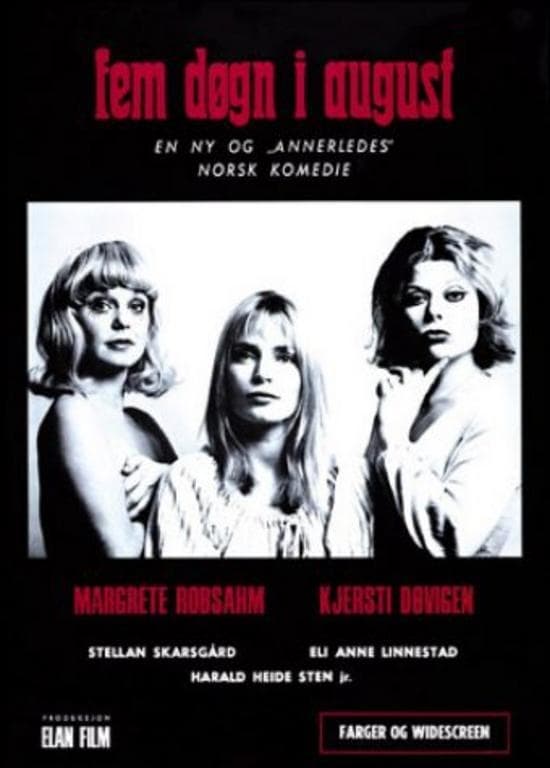 fem døgn i august
EN NY OG „ANNERLEDES"
NORSK KOMEDIE
MARGRETE ROBSAHM KJERSTI DØVIGEN
STELLAN SKARSGÅRD ELI ANNE LINNESTAD
HARALD HEIDE STEN jr.
PRODUKSJON
ELAN FILM
FARGER OG WIDESCREEN